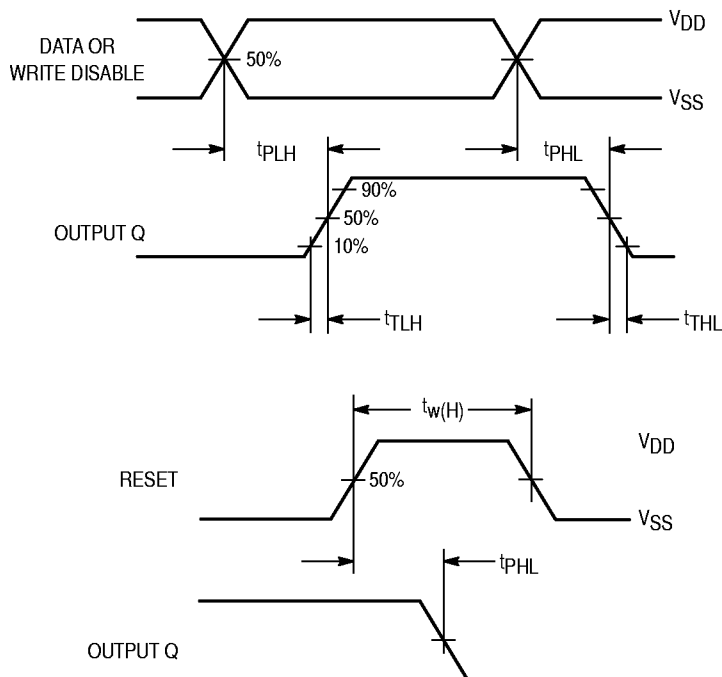 DATA OR
WRITE DISABLE
50%
VDD
VSS
tPLH
tPHL
OUTPUT Q
90%
50%
10%
tTLH
tTHL
tw(H)
RESET
50%
VDD
VSS
tPHL
OUTPUT Q